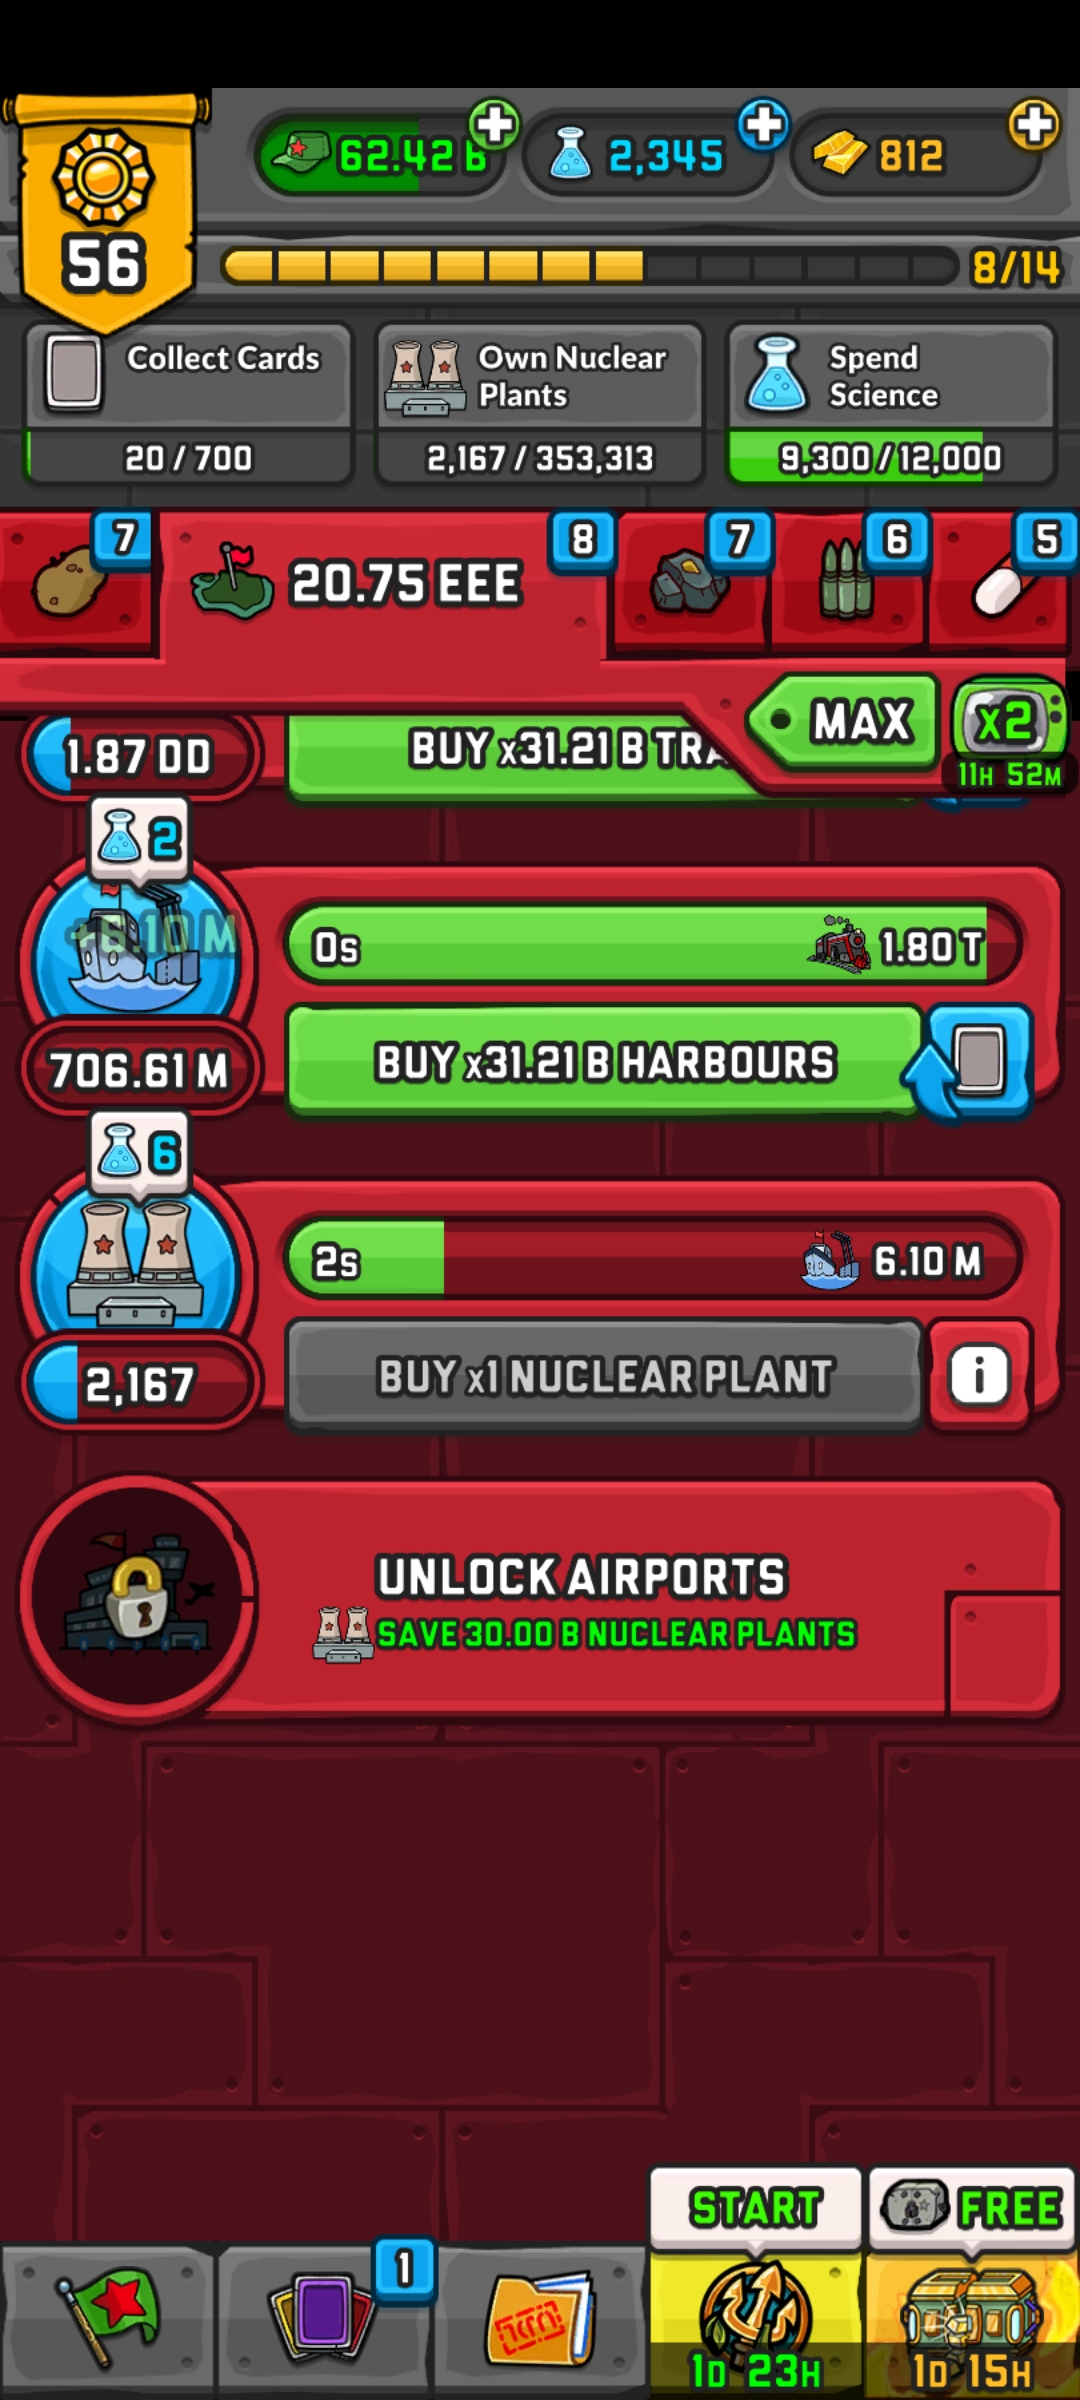 62.42 B
2,345
812
56
8/14
Collect Cards
20 / 700
Own Nuclear
Plants
2,167 / 353,313
Spend
Science
9,300 / 12,000
7
20.75 EEE
8
7
6
5
MAX
x2
11H 52M
1.87 DD
BUY x31.21 B
2
+6.10 M
0s
1.80 T
706.61 M
BUY x31.21 B HARBOURS
6
2s
6.10 M
2,167
BUY x1 NUCLEAR PLANT
i
UNLOCK AIRPORTS
SAVE 30.00 B NUCLEAR PLANTS
START
FREE
1
1D 23H
1D 15H